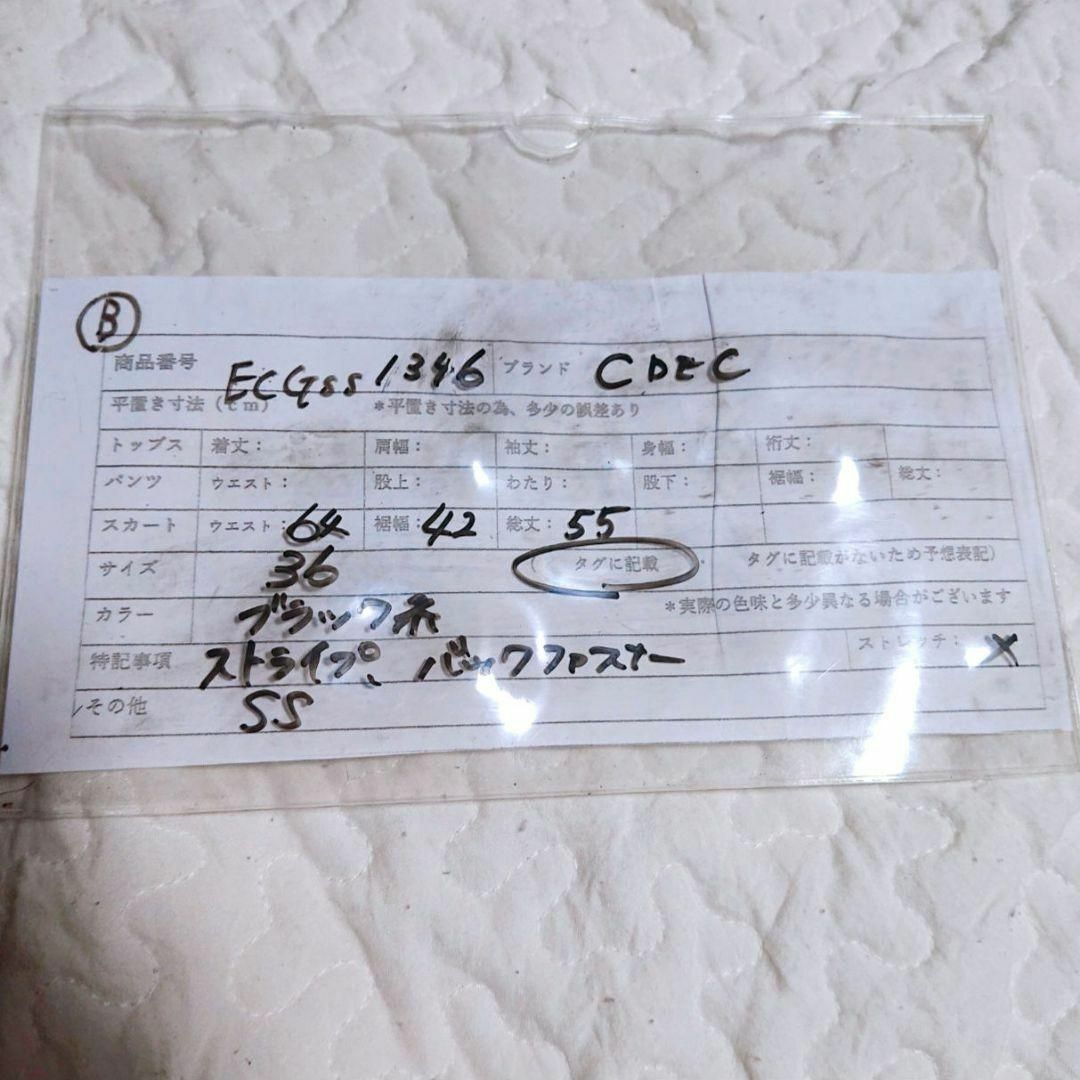 B
商品番号 ECGss1346 ブランド CDEC
平置き寸法（cm） *平置き寸法の為、多少の誤差あり
トップス 着丈： 肩幅： 袖丈： 身幅： 裄丈：
パンツ ウエスト： 股上： わたり： 股下： 裾幅： 総丈：
スカート ウエスト：64 裾幅：42 総丈：55
サイズ 36 （ タグに記載 ・ タグに記載がないため予想表記）
カラー ブラック系 *実際の色味と多少異なる場合がございます
特記事項 ストライプ、バックファスナー ストレッチ：×
その他 SS